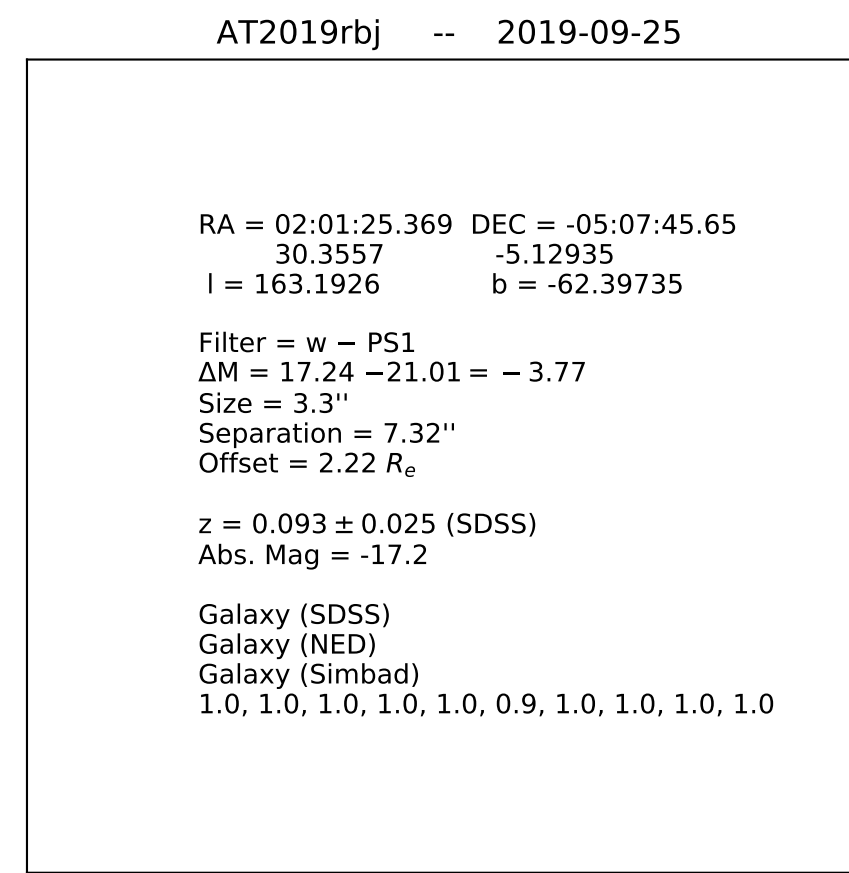 AT2019rbj -- 2019-09-25
RA = 02:01:25.369 DEC = -05:07:45.65
30.3557 -5.12935
l = 163.1926 b = -62.39735
Filter = w − PS1
ΔM = 17.24 −21.01 = − 3.77
Size = 3.3''
Separation = 7.32''
Offset = 2.22 Rₑ
z = 0.093 ± 0.025 (SDSS)
Abs. Mag = -17.2
Galaxy (SDSS)
Galaxy (NED)
Galaxy (Simbad)
1.0, 1.0, 1.0, 1.0, 1.0, 0.9, 1.0, 1.0, 1.0, 1.0